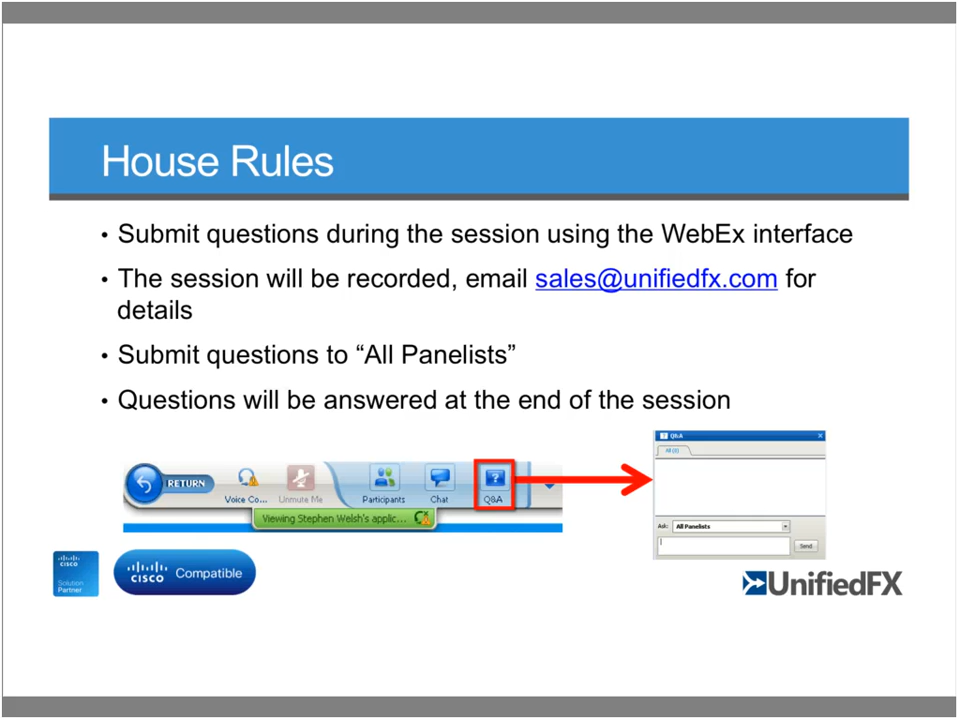 House Rules
• Submit questions during the session using the WebEx interface
• The session will be recorded, email sales@unifiedfx.com for
details
• Submit questions to “All Panelists”
• Questions will be answered at the end of the session
RETURN
Voice Co... Unmute Me Participants Chat Q&A
Viewing Stephen Welsh's applic...
? Q&A
All (0)
Ask: All Panelists
Send
CISCO
Solution
Partner
CISCO Compatible
UnifiedFX